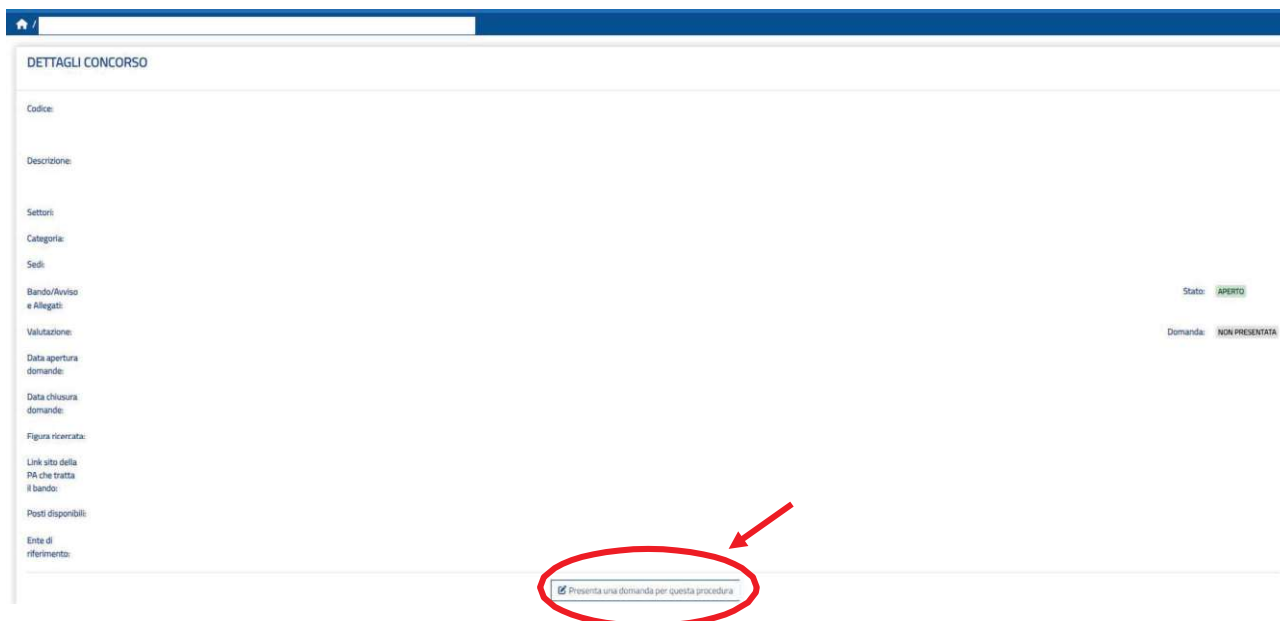 /
DETTAGLI CONCORSO
Codice:
Descrizione:
Settori:
Categoria:
Sedi:
Bando/Avviso
e Allegati:
Stato: APERTO
Valutazione:
Domanda: NON PRESENTATA
Data apertura
domande:
Data chiusura
domande:
Figura ricercata:
Link sito della
PA che tratta
il bando:
Posti disponibili:
Ente di
riferimento:
Presenta una domanda per questa procedura